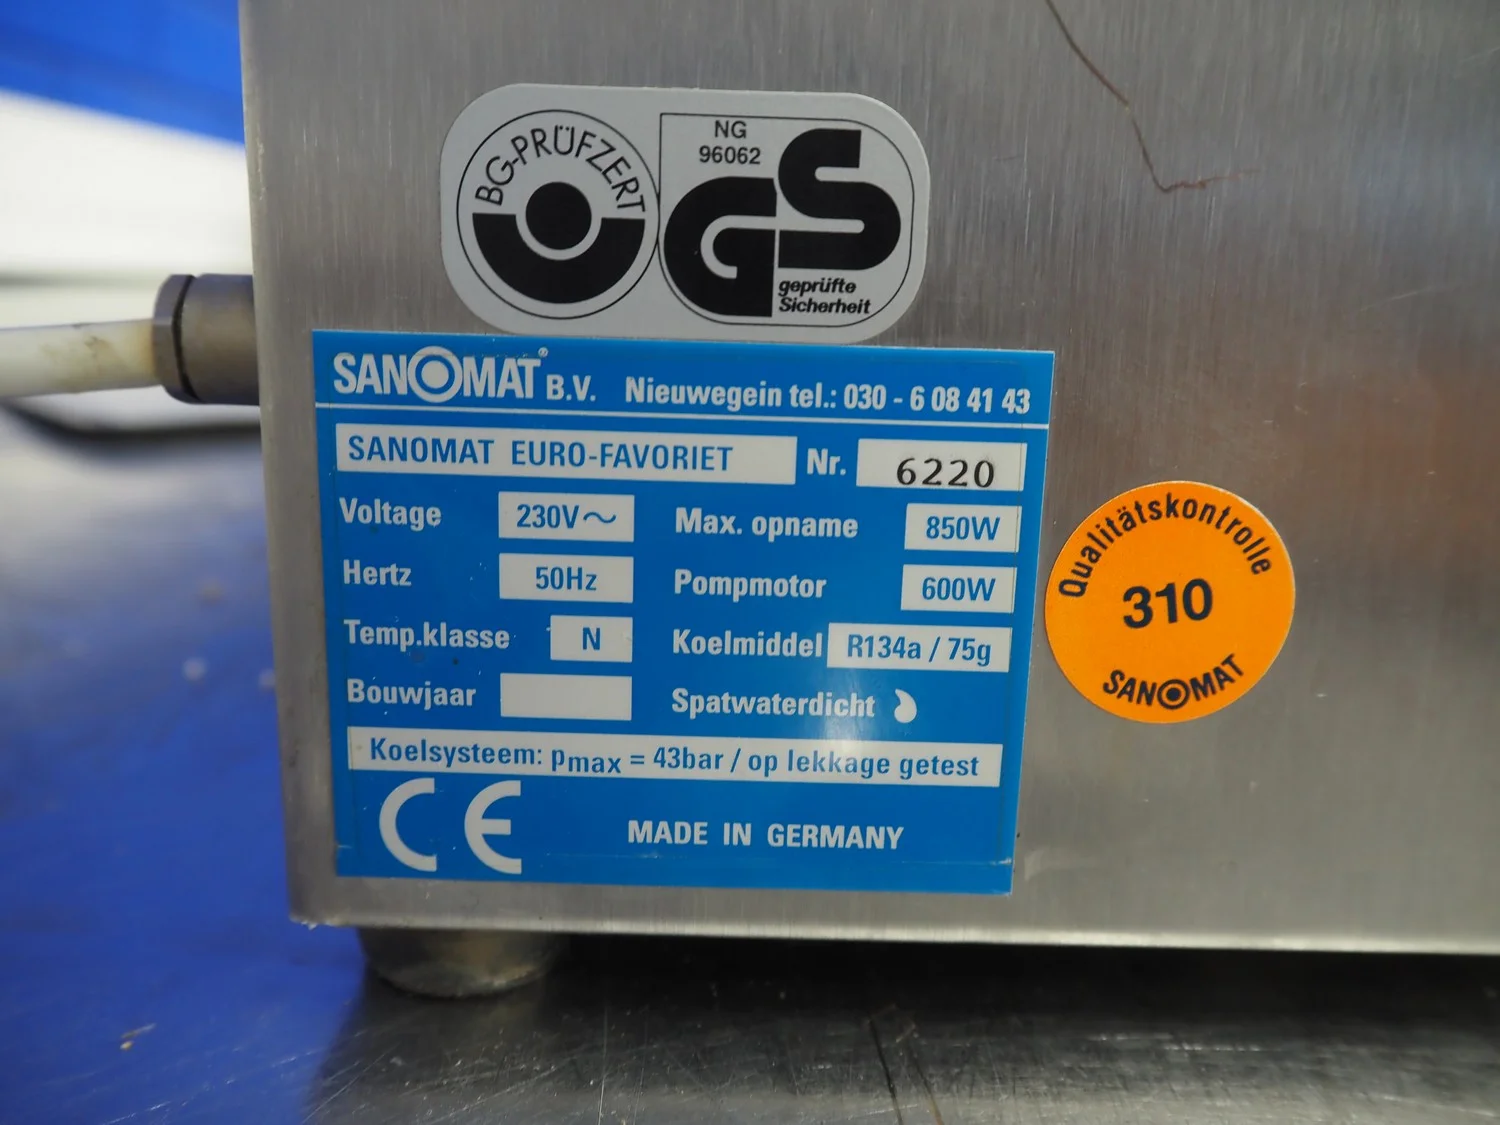 BG-PRÜFZERT
NG
96062
GS
geprüfte
Sicherheit
SANOMAT® B.V. Nieuwegein tel.: 030 - 6 08 41 43
SANOMAT EURO-FAVORIET Nr. 6220
Voltage 230V~ Max. opname 850W
Hertz 50Hz Pompmotor 600W
Temp.klasse N Koelmiddel R134a / 75g
Bouwjaar Spatwaterdicht
Koelsysteem: pmax = 43bar / op lekkage getest
CE MADE IN GERMANY
Qualitätskontrolle
310
SANOMAT